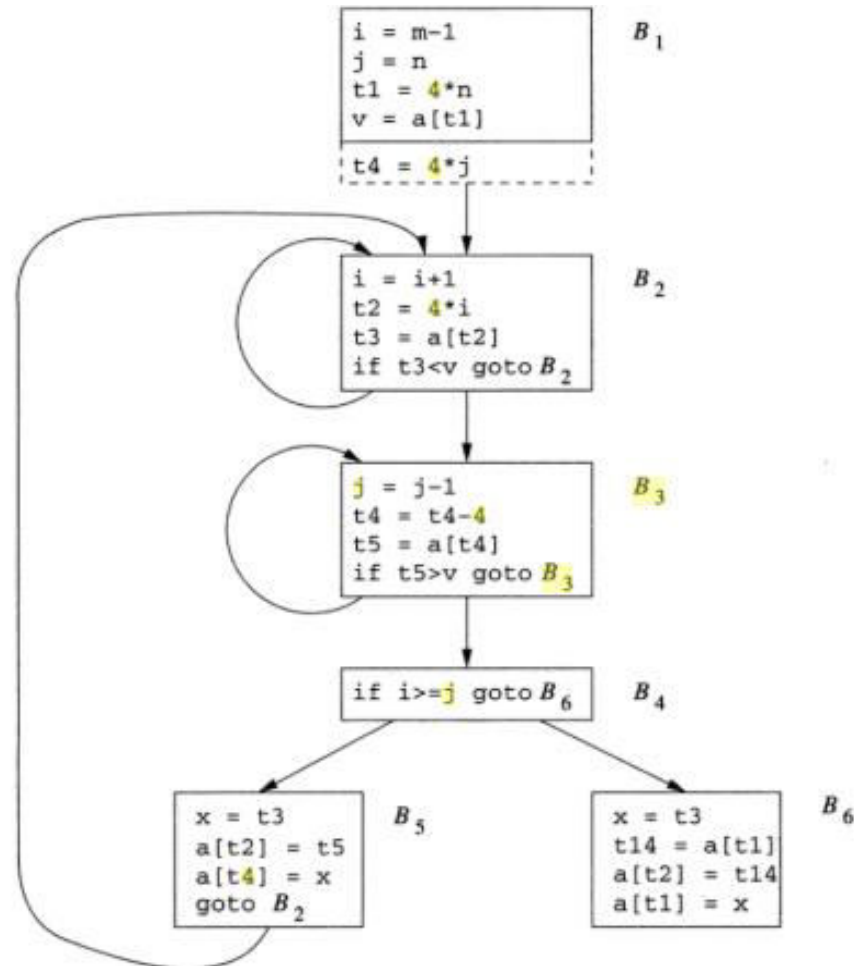 i = m-1
B1
j = n
t1 = 4*n
v = a[t1]
t4 = 4*j
i = i+1
B2
t2 = 4*i
t3 = a[t2]
if t3<v goto B2
j = j-1
B3
t4 = t4-4
t5 = a[t4]
if t5>v goto B3
if i>=j goto B6
B4
x = t3
B5
a[t2] = t5
a[t4] = x
goto B2
x = t3
B6
t14 = a[t1]
a[t2] = t14
a[t1] = x